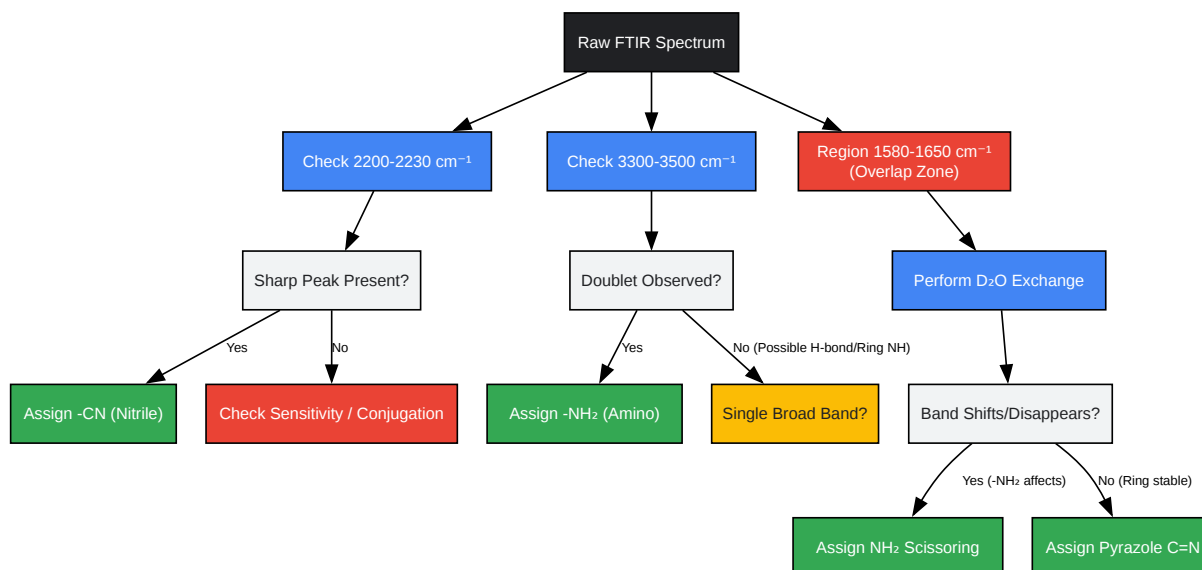 Raw FTIR Spectrum
Check 2200-2230 cm⁻¹
Check 3300-3500 cm⁻¹
Region 1580-1650 cm⁻¹
(Overlap Zone)
Sharp Peak Present?
Doublet Observed?
Perform D₂O Exchange
Yes
No
Yes
No (Possible H-bond/Ring NH)
Assign -CN (Nitrile)
Check Sensitivity / Conjugation
Assign -NH₂ (Amino)
Single Broad Band?
Band Shifts/Disappears?
Yes (-NH₂ affects)
No (Ring stable)
Assign NH₂ Scissoring
Assign Pyrazole C=N